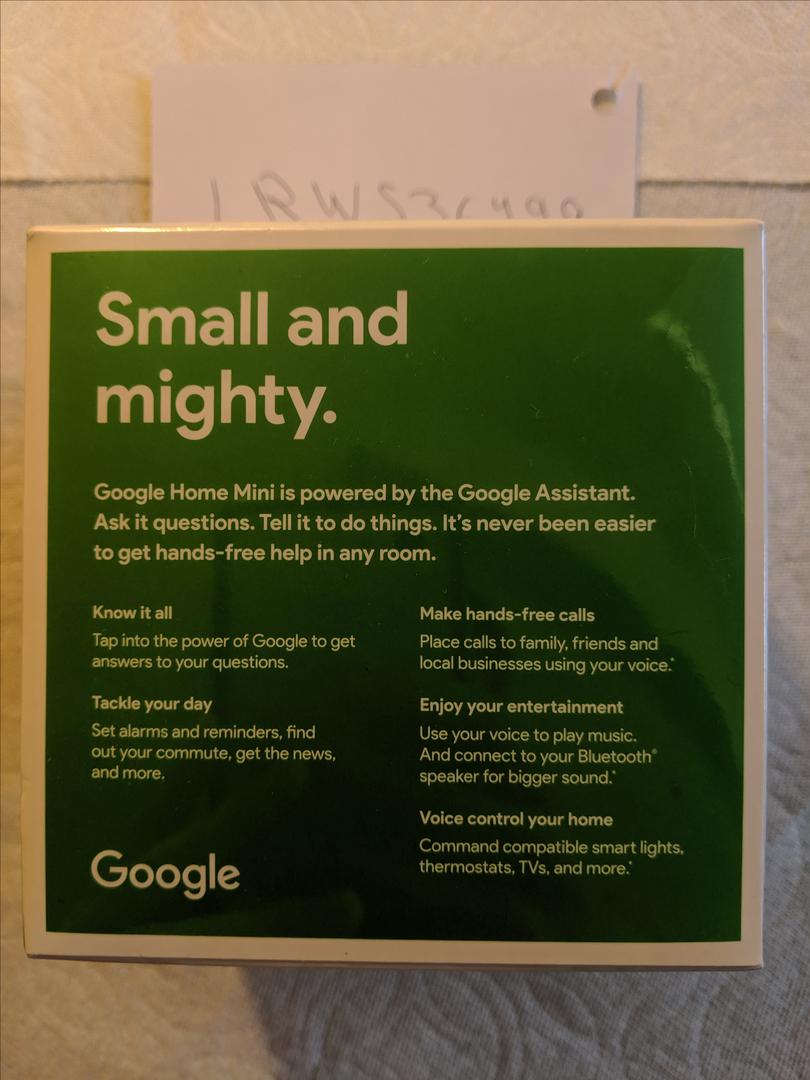 Small and
mighty.
Google Home Mini is powered by the Google Assistant.
Ask it questions. Tell it to do things. It's never been easier
to get hands-free help in any room.
Know it all
Tap into the power of Google to get
answers to your questions.
Tackle your day
Set alarms and reminders, find
out your commute, get the news,
and more.
Make hands-free calls
Place calls to family, friends and
local businesses using your voice.*
Enjoy your entertainment
Use your voice to play music.
And connect to your Bluetooth®
speaker for bigger sound.*
Voice control your home
Command compatible smart lights,
thermostats, TVs, and more.*
Google